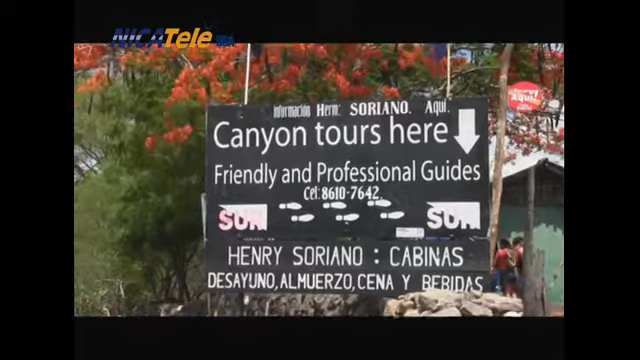 NICATele
Información Herm: SORIANO. Aquí
Canyon tours here
Friendly and Professional Guides
Cel: 8610-7642.
SUN SUN
HENRY SORIANO : CABINAS
DESAYUNO, ALMUERZO, CENA Y BEBIDAS
AQUÍ